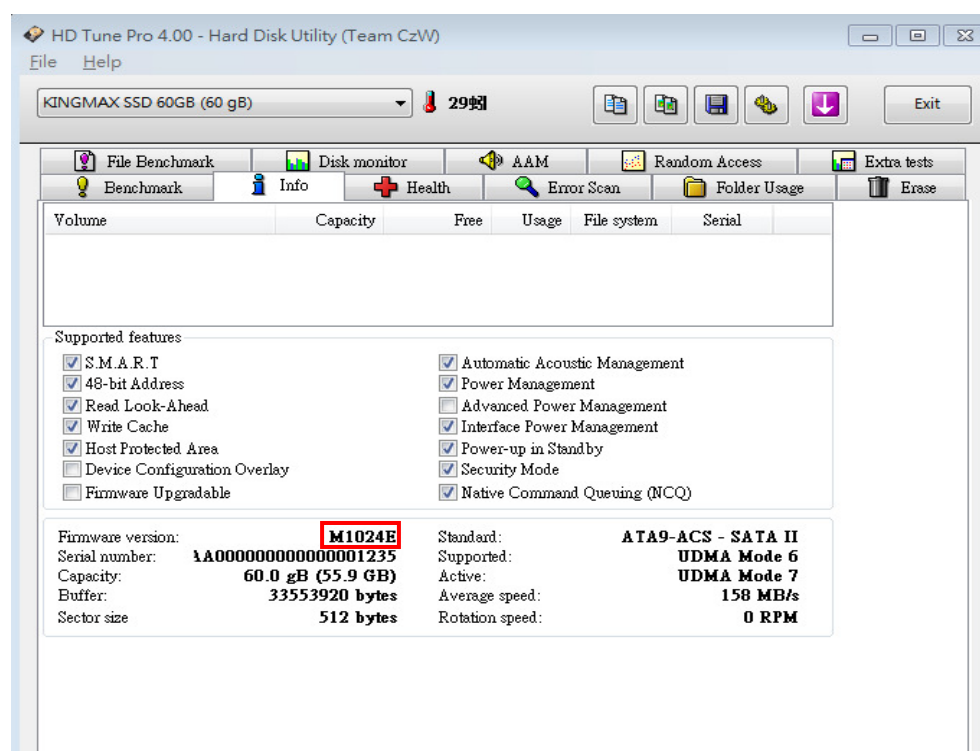 HD Tune Pro 4.00 - Hard Disk Utility (Team CzW)
File Help
KINGMAX SSD 60GB (60 gB) 29蚓 Exit
File Benchmark Disk monitor AAM Random Access Extra tests
Benchmark Info Health Error Scan Folder Usage Erase
Volume Capacity Free Usage File system Serial
Supported features
S.M.A.R.T Automatic Acoustic Management
48-bit Address Power Management
Read Look-Ahead Advanced Power Management
Write Cache Interface Power Management
Host Protected Area Power-up in Standby
Device Configuration Overlay Security Mode
Firmware Upgradable Native Command Queuing (NCQ)
Firmware version: M1024E Standard: ATA9-ACS - SATA II
Serial number: AA00000000000001235 Supported: UDMA Mode 6
Capacity: 60.0 gB (55.9 GB) Active: UDMA Mode 7
Buffer: 33553920 bytes Average speed: 158 MB/s
Sector size 512 bytes Rotation speed: 0 RPM